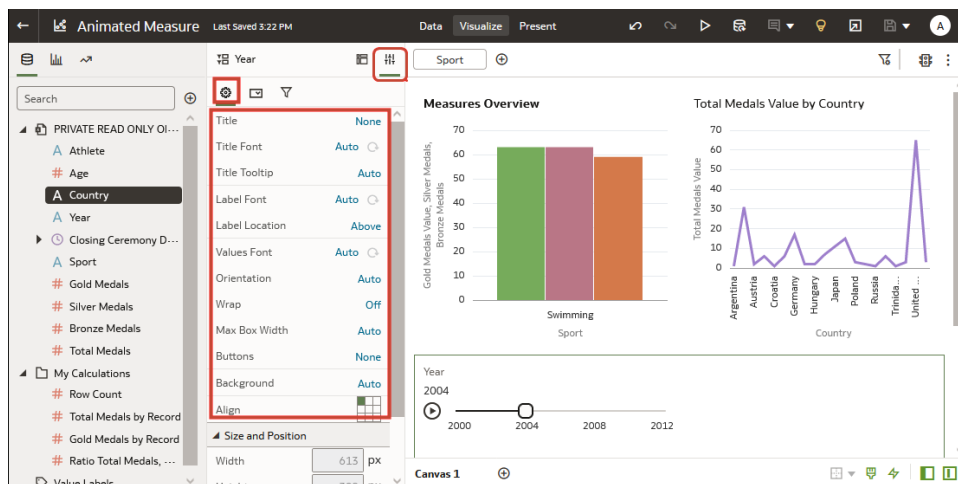 Animated Measure Last Saved 3:22 PM Data Visualize Present A
Year
Sport
Search
PRIVATE READ ONLY Ol···
A Athlete
# Age
A Country
A Year
Closing Ceremony D···
A Sport
# Gold Medals
# Silver Medals
# Bronze Medals
# Total Medals
My Calculations
# Row Count
# Total Medals by Record
# Gold Medals by Record
# Ratio Total Medals, ···
Value Labels
Title None
Title Font Auto
Title Tooltip Auto
Label Font Auto
Label Location Above
Values Font Auto
Orientation Auto
Wrap Off
Max Box Width Auto
Buttons None
Background Auto
Align
Size and Position
Width 613 px
Measures Overview
70
60
50
40
30
20
10
0
Gold Medals Value, Silver Medals,
Bronze Medals
Swimming
Sport
Total Medals Value by Country
70
60
50
40
30
20
10
0
Total Medals Value
Argentina
Austria
Croatia
Germany
Hungary
Japan
Poland
Russia
Trinida...
United ...
Country
Year
2004
2000 2004 2008 2012
Canvas 1